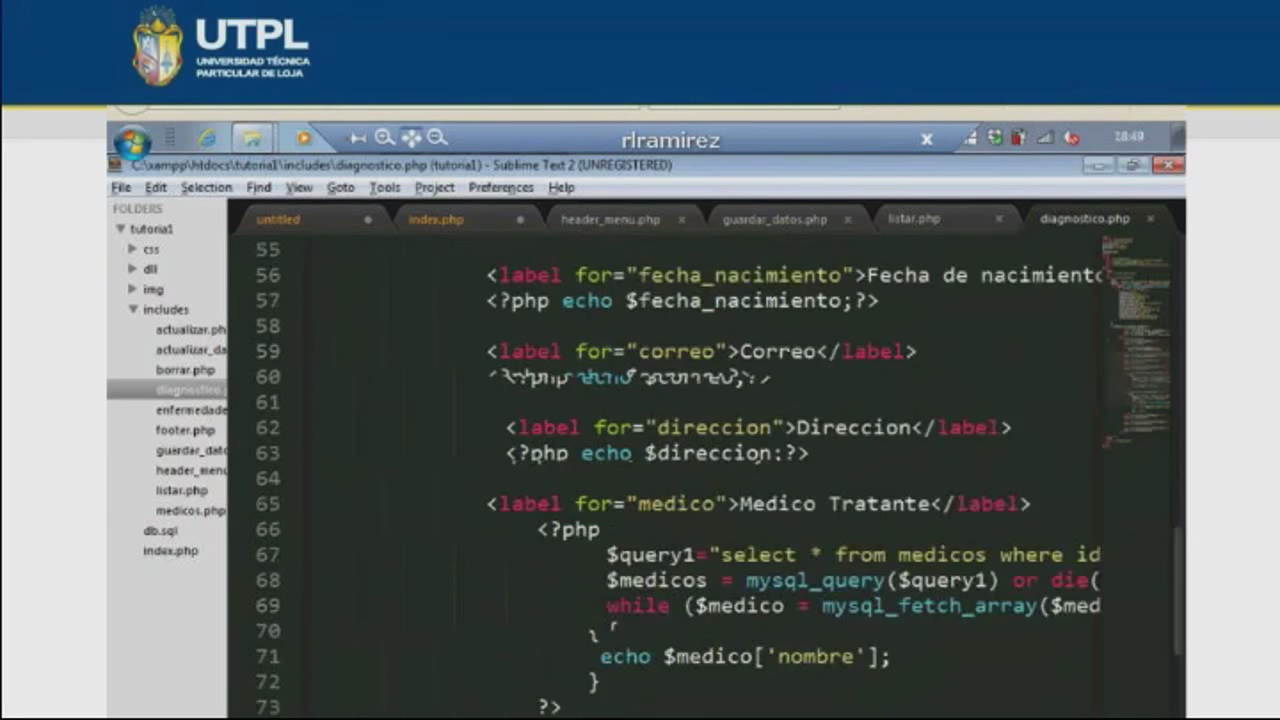 UTPL
UNIVERSIDAD TÉCNICA
PARTICULAR DE LOJA
rlramirez
18:49
C:\xampp\htdocs\tutoria1\includes\diagnostico.php (tutoria1) - Sublime Text 2 (UNREGISTERED)
File Edit Selection Find View Goto Tools Project Preferences Help
FOLDERS
tutoria1
css
dll
img
includes
actualizar.ph
actualizar_da
borrar.php
diagnostico.
enfermedade
footer.php
guardar_dato
header_menu
listar.php
medicos.php
db.sql
index.php
untitled index.php header_menu.php guardar_datos.php listar.php diagnostico.php
55
56 <label for="fecha_nacimiento">Fecha de nacimiento
57 <?php echo $fecha_nacimiento;?>
58
59 <label for="correo">Correo</label>
60
61
62 <label for="direccion">Direccion</label>
63 <?php echo $direccion;?>
64
65 <label for="medico">Medico Tratante</label>
66 <?php
67 $query1="select * from medicos where id
68 $medicos = mysql_query($query1) or die(
69 while ($medico = mysql_fetch_array($med
70 {
71 echo $medico['nombre'];
72 }
73 ?>